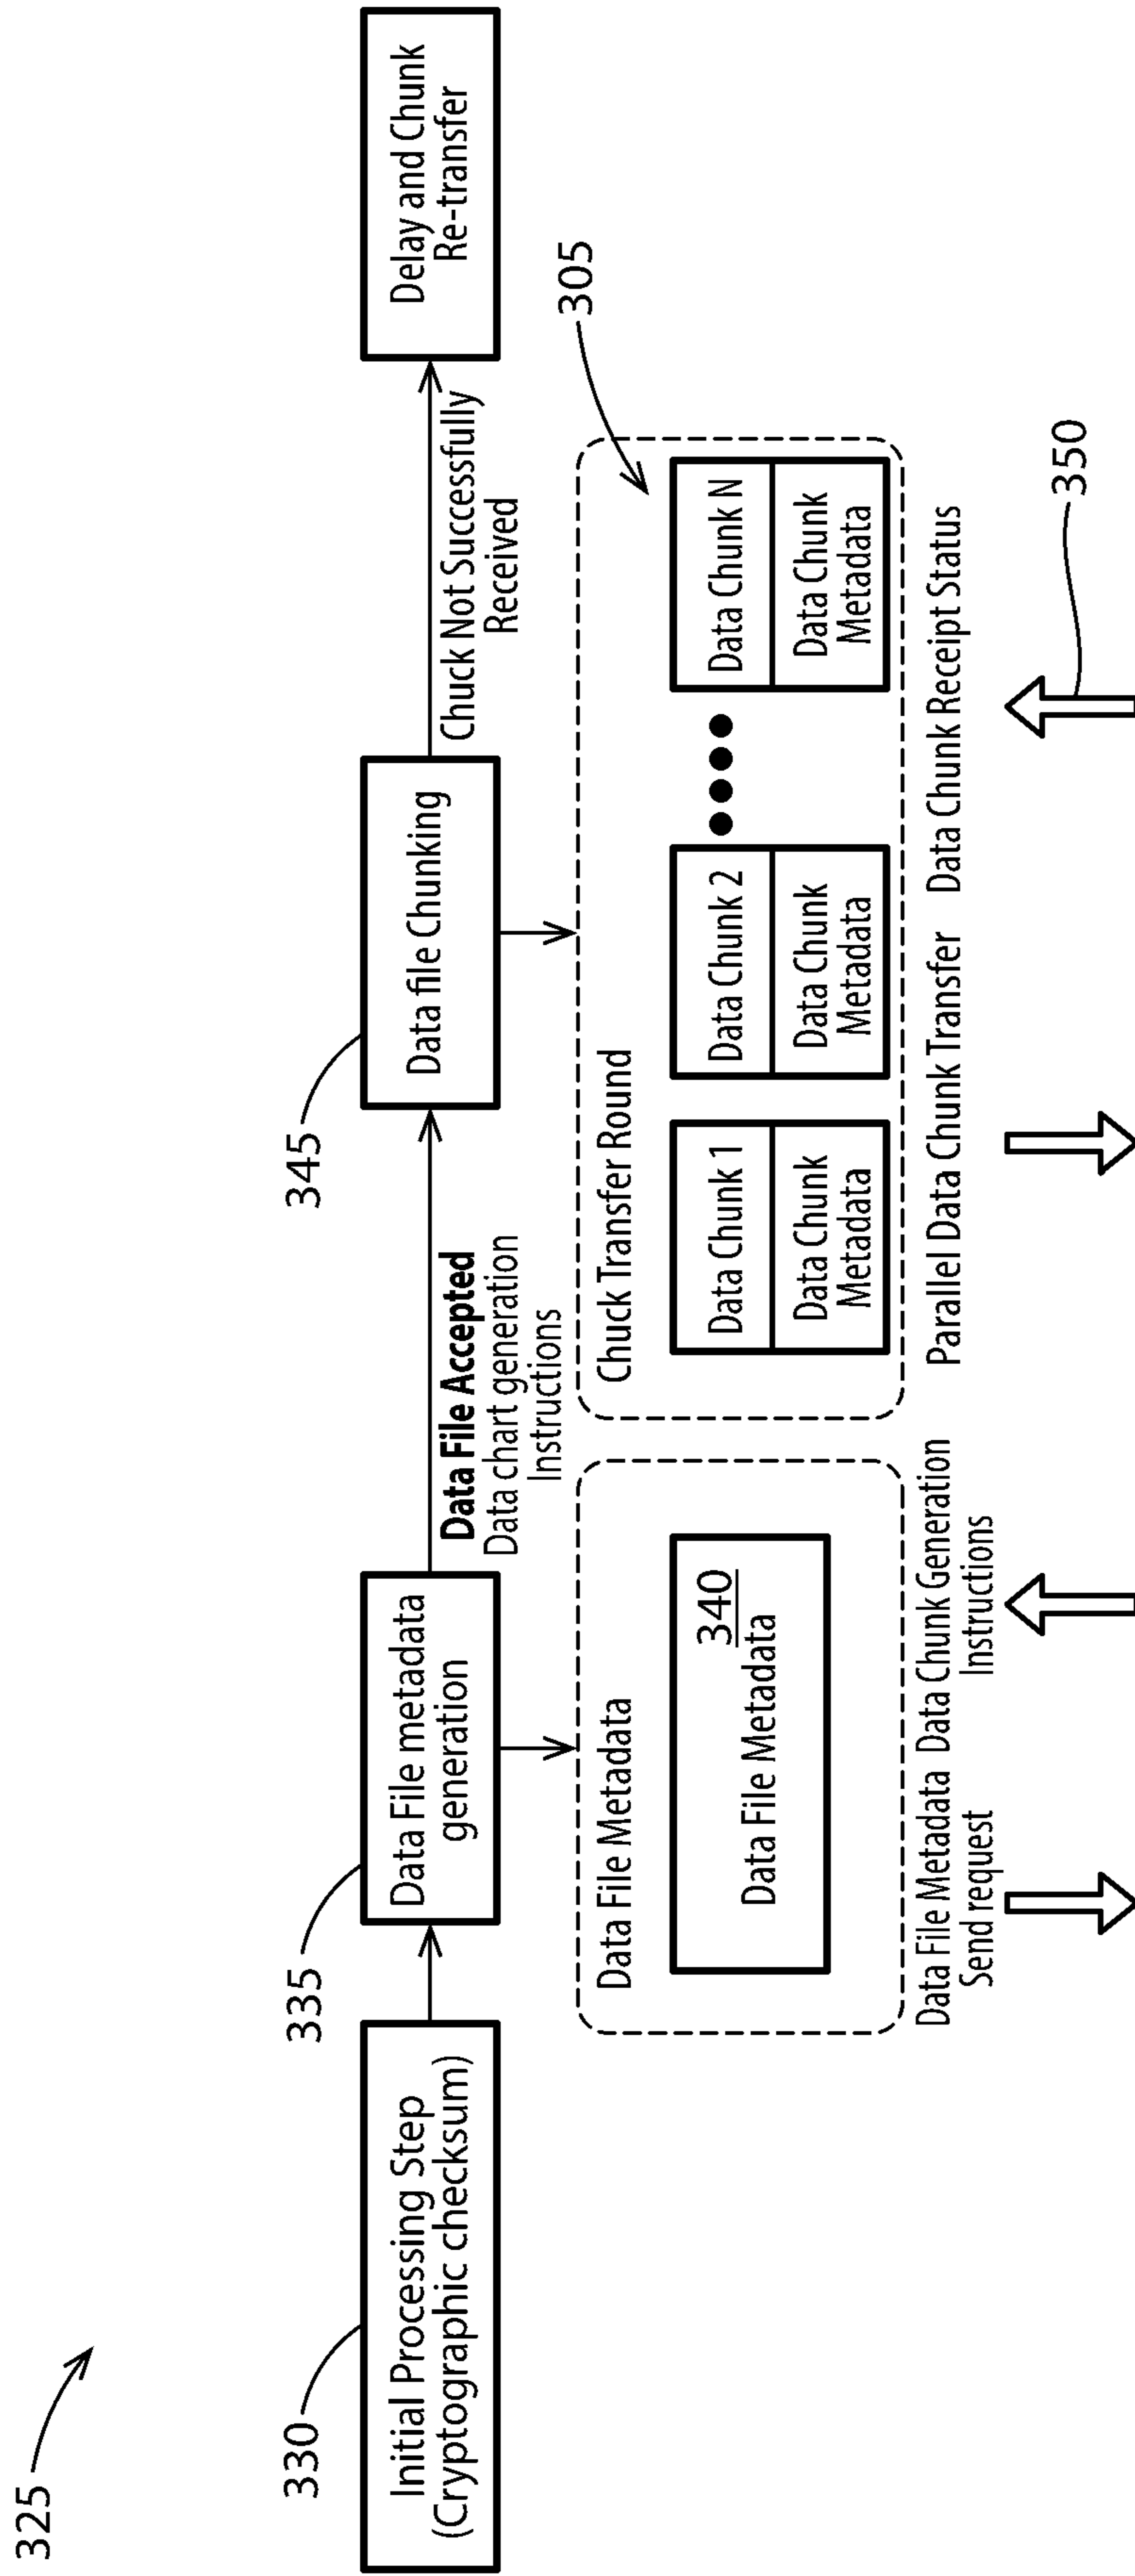 325
330
Initial Processing Step
(Cryptographic checksum)
335
Data File metadata
generation
Data File Accepted
Data chart generation
Instructions
345
Data file Chunking
Chuck Not Successfully
Received
Delay and Chunk
Re-transfer
Data File Metadata
340
Data File Metadata
Data File Metadata
Send request
Data Chunk Generation
Instructions
Chuck Transfer Round
305
Data Chunk 1
Data Chunk
Metadata
Data Chunk 2
Data Chunk
Metadata
Data Chunk N
Data Chunk
Metadata
Parallel Data Chunk Transfer
Data Chunk Receipt Status
350